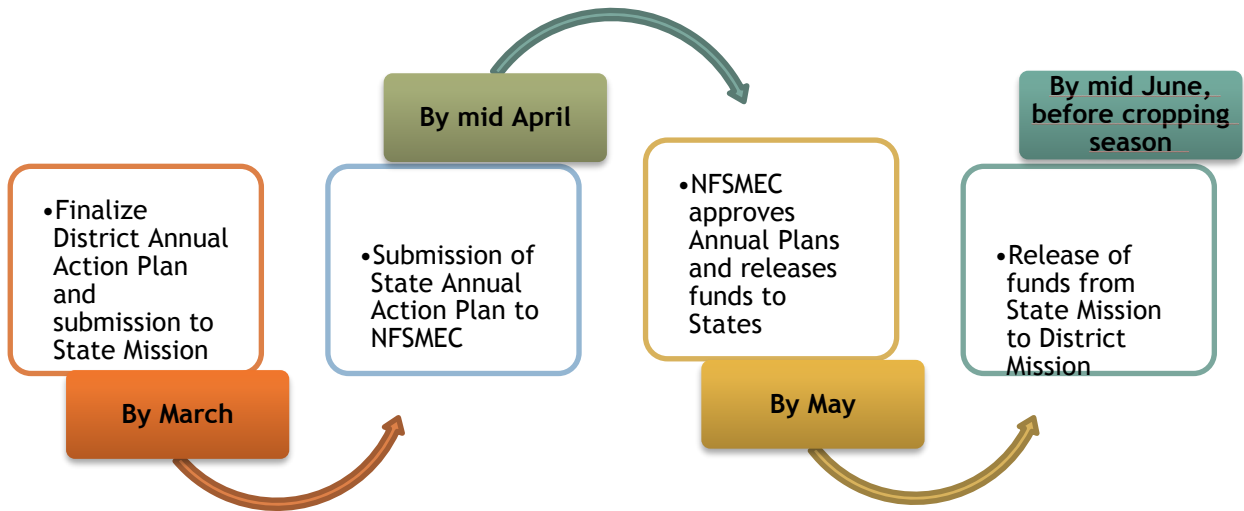 •Finalize
District Annual
Action Plan
and
submission to
State Mission
By March
By mid April
•Submission of
State Annual
Action Plan to
NFSMEC
•NFSMEC
approves
Annual Plans
and releases
funds to
States
By May
By mid June,
before cropping
season
•Release of
funds from
State Mission
to District
Mission